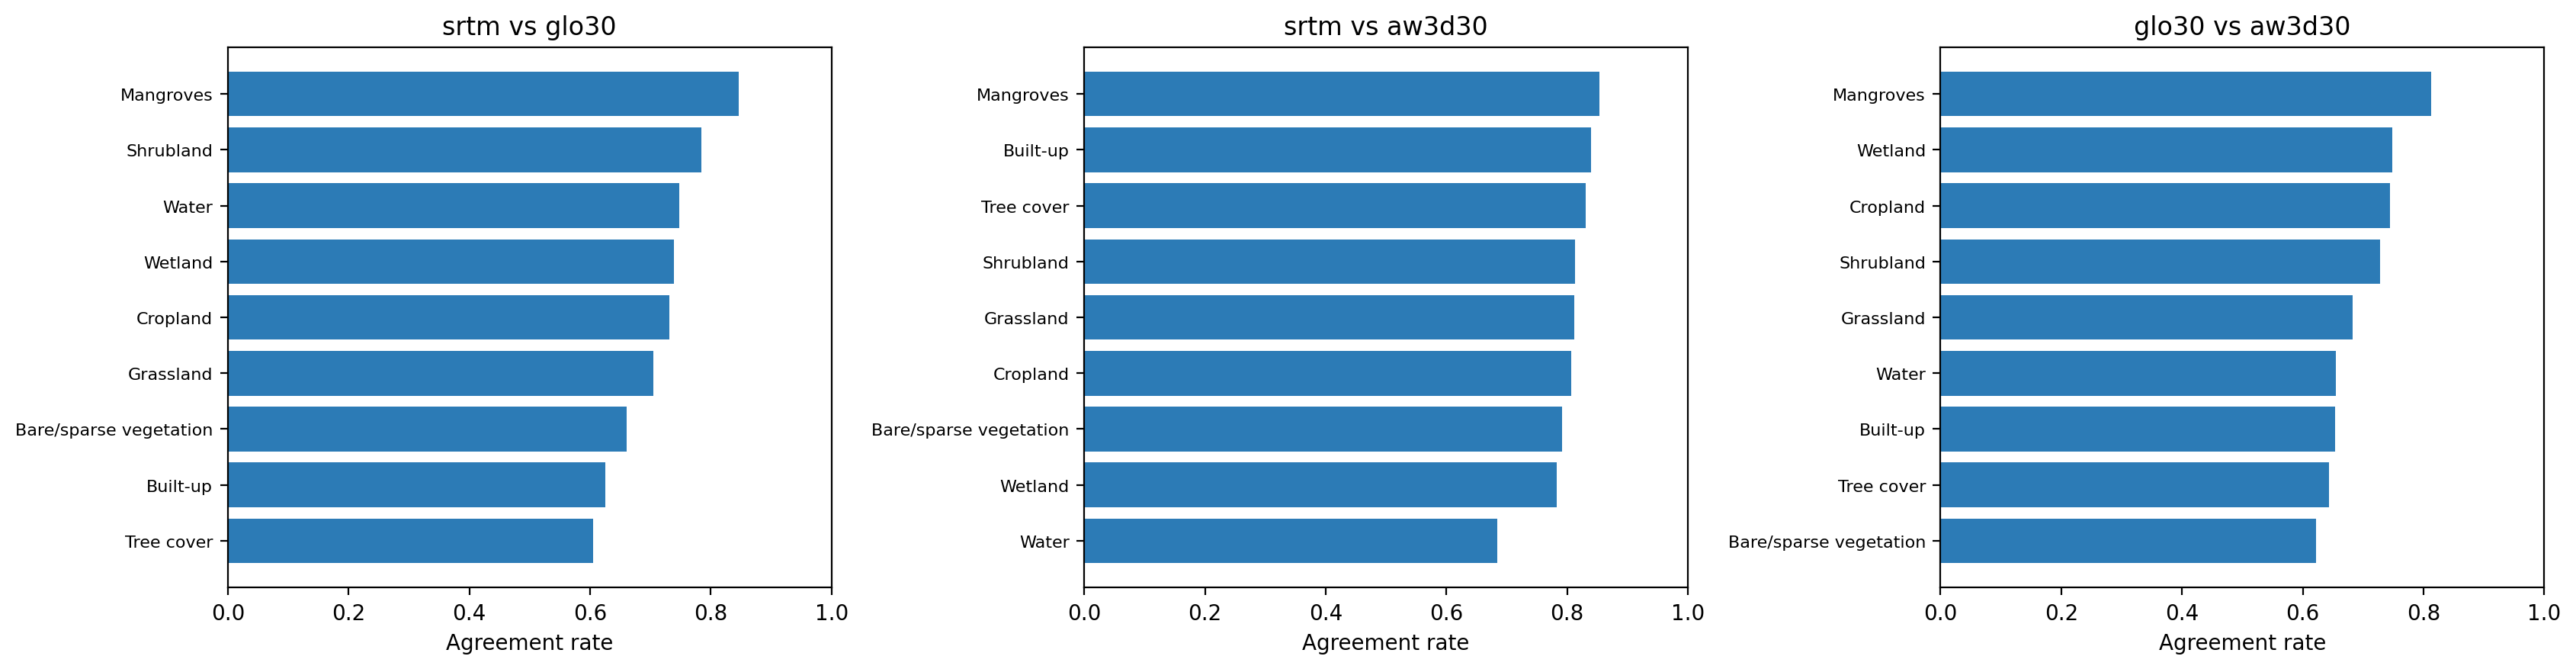 srtm vs glo30
Mangroves
Shrubland
Water
Wetland
Cropland
Grassland
Bare/sparse vegetation
Built-up
Tree cover
0.0 0.2 0.4 0.6 0.8 1.0
Agreement rate
srtm vs aw3d30
Mangroves
Built-up
Tree cover
Shrubland
Grassland
Cropland
Bare/sparse vegetation
Wetland
Water
0.0 0.2 0.4 0.6 0.8 1.0
Agreement rate
glo30 vs aw3d30
Mangroves
Wetland
Cropland
Shrubland
Grassland
Water
Built-up
Tree cover
Bare/sparse vegetation
0.0 0.2 0.4 0.6 0.8 1.0
Agreement rate